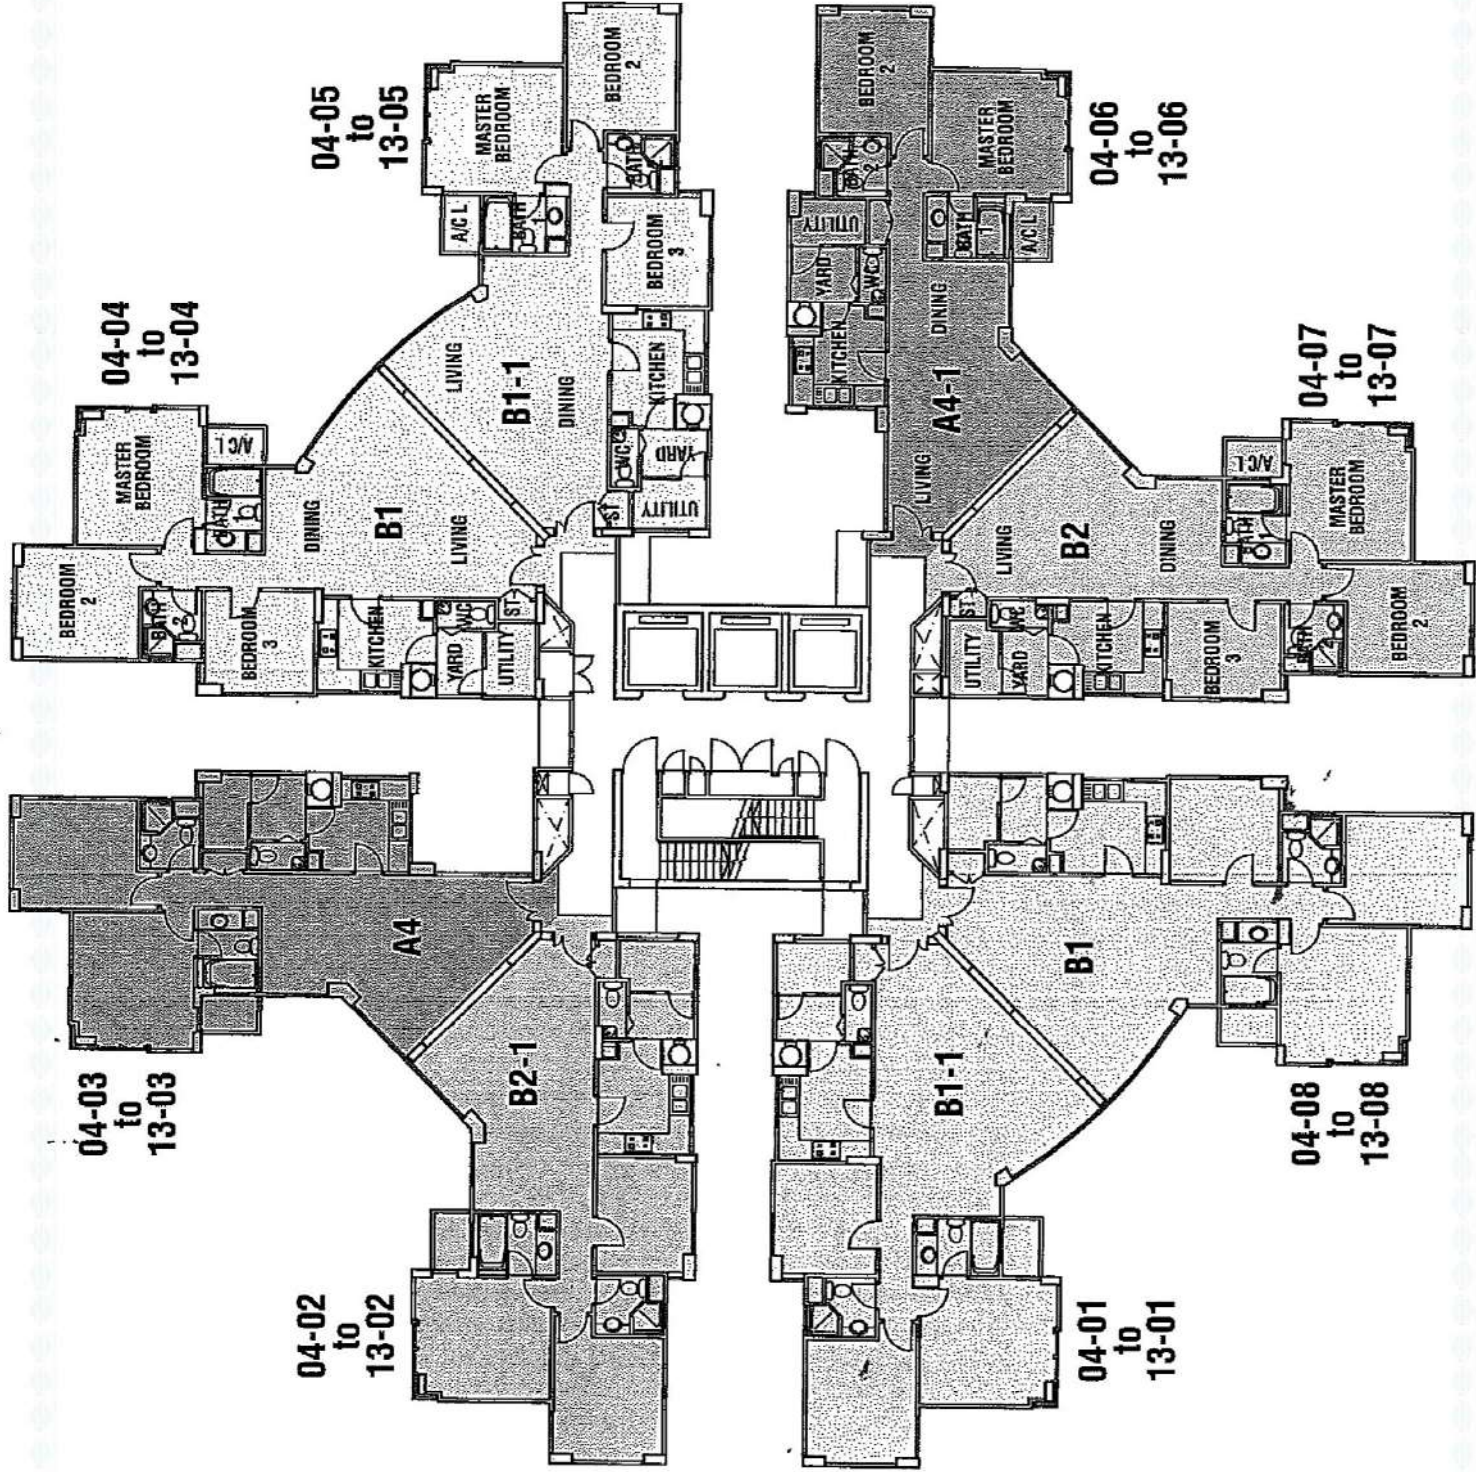 04-05
to
13-05
MASTER
BEDROOM
BEDROOM
2
A/C L
BATH
1
BATH
2
BEDROOM
3
LIVING
B1-1
DINING
KITCHEN
WC
YARD
ST
UTILITY
04-06
to
13-06
BEDROOM
2
MASTER
BEDROOM
BATH
2
UTILITY
BATH
1
A/C L
YARD
WC
KITCHEN
DINING
A4-1
LIVING
04-04
to
13-04
MASTER
BEDROOM
A/C L
BEDROOM
2
BATH
1
BATH
2
DINING
B1
LIVING
BEDROOM
3
KITCHEN
WC
ST
YARD
UTILITY
04-07
to
13-07
LIVING
B2
DINING
A/C L
MASTER
BEDROOM
BATH
1
ST
WC
UTILITY
YARD
KITCHEN
BEDROOM
3
BATH
2
BEDROOM
2
04-03
to
13-03
A4
04-02
to
13-02
B2-1
04-01
to
13-01
B1-1
04-08
to
13-08
B1